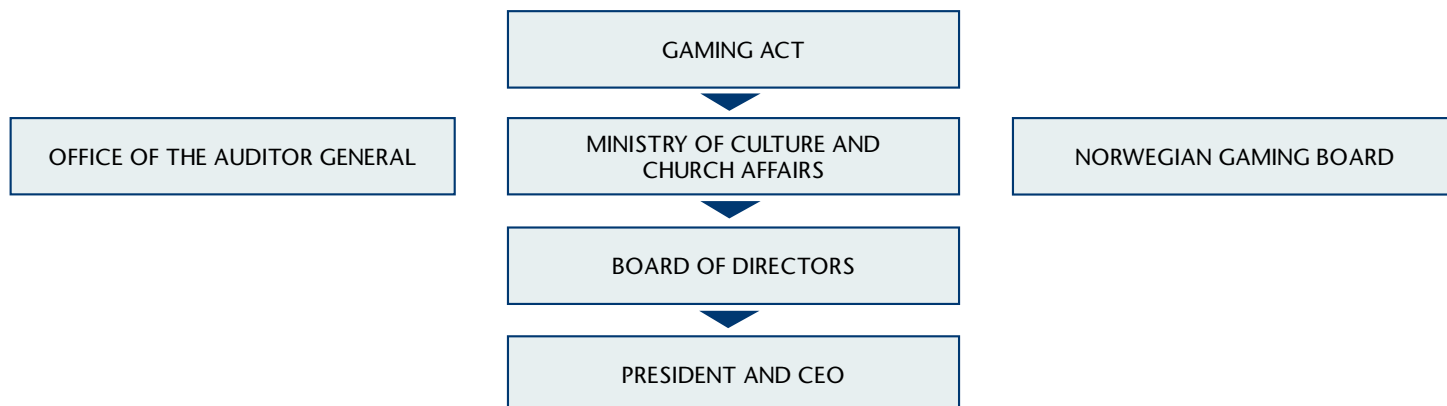 GAMING ACT
OFFICE OF THE AUDITOR GENERAL
MINISTRY OF CULTURE AND
CHURCH AFFAIRS
NORWEGIAN GAMING BOARD
BOARD OF DIRECTORS
PRESIDENT AND CEO